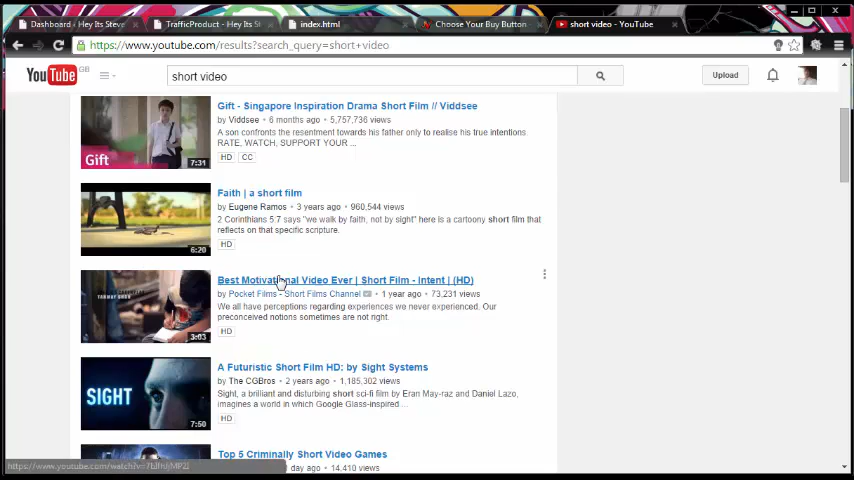 Dashboard - Hey Its Steve
TrafficProduct - Hey Its St
index.html
Choose Your Buy Button
short video - YouTube
https://www.youtube.com/results?search_query=short+video
YouTube GB
short video
Upload
Gift - Singapore Inspiration Drama Short Film // Viddsee
by Viddsee • 6 months ago • 5,757,736 views
A son confronts the resentment towards his father only to realise his true intentions.
RATE, WATCH, SUPPORT YOUR ...
HD CC
Gift
7:31
Faith | a short film
by Eugene Ramos • 3 years ago • 960,544 views
2 Corinthians 5:7 says "we walk by faith, not by sight" here is a cartoony short film that
reflects on that specific scripture.
HD
6:20
Best Motivational Video Ever | Short Film - Intent | (HD)
by Pocket Films - Short Films Channel • 1 year ago • 73,231 views
We all have perceptions regarding experiences we never experienced. Our
preconceived notions sometimes are not right.
HD
3:03
A Futuristic Short Film HD: by Sight Systems
by The CGBros • 2 years ago • 1,185,302 views
Sight, a brilliant and disturbing short sci-fi film by Eran May-raz and Daniel Lazo,
imagines a world in which Google Glass-inspired ...
HD
SIGHT
7:50
Top 5 Criminally Short Video Games
day ago • 14,410 views